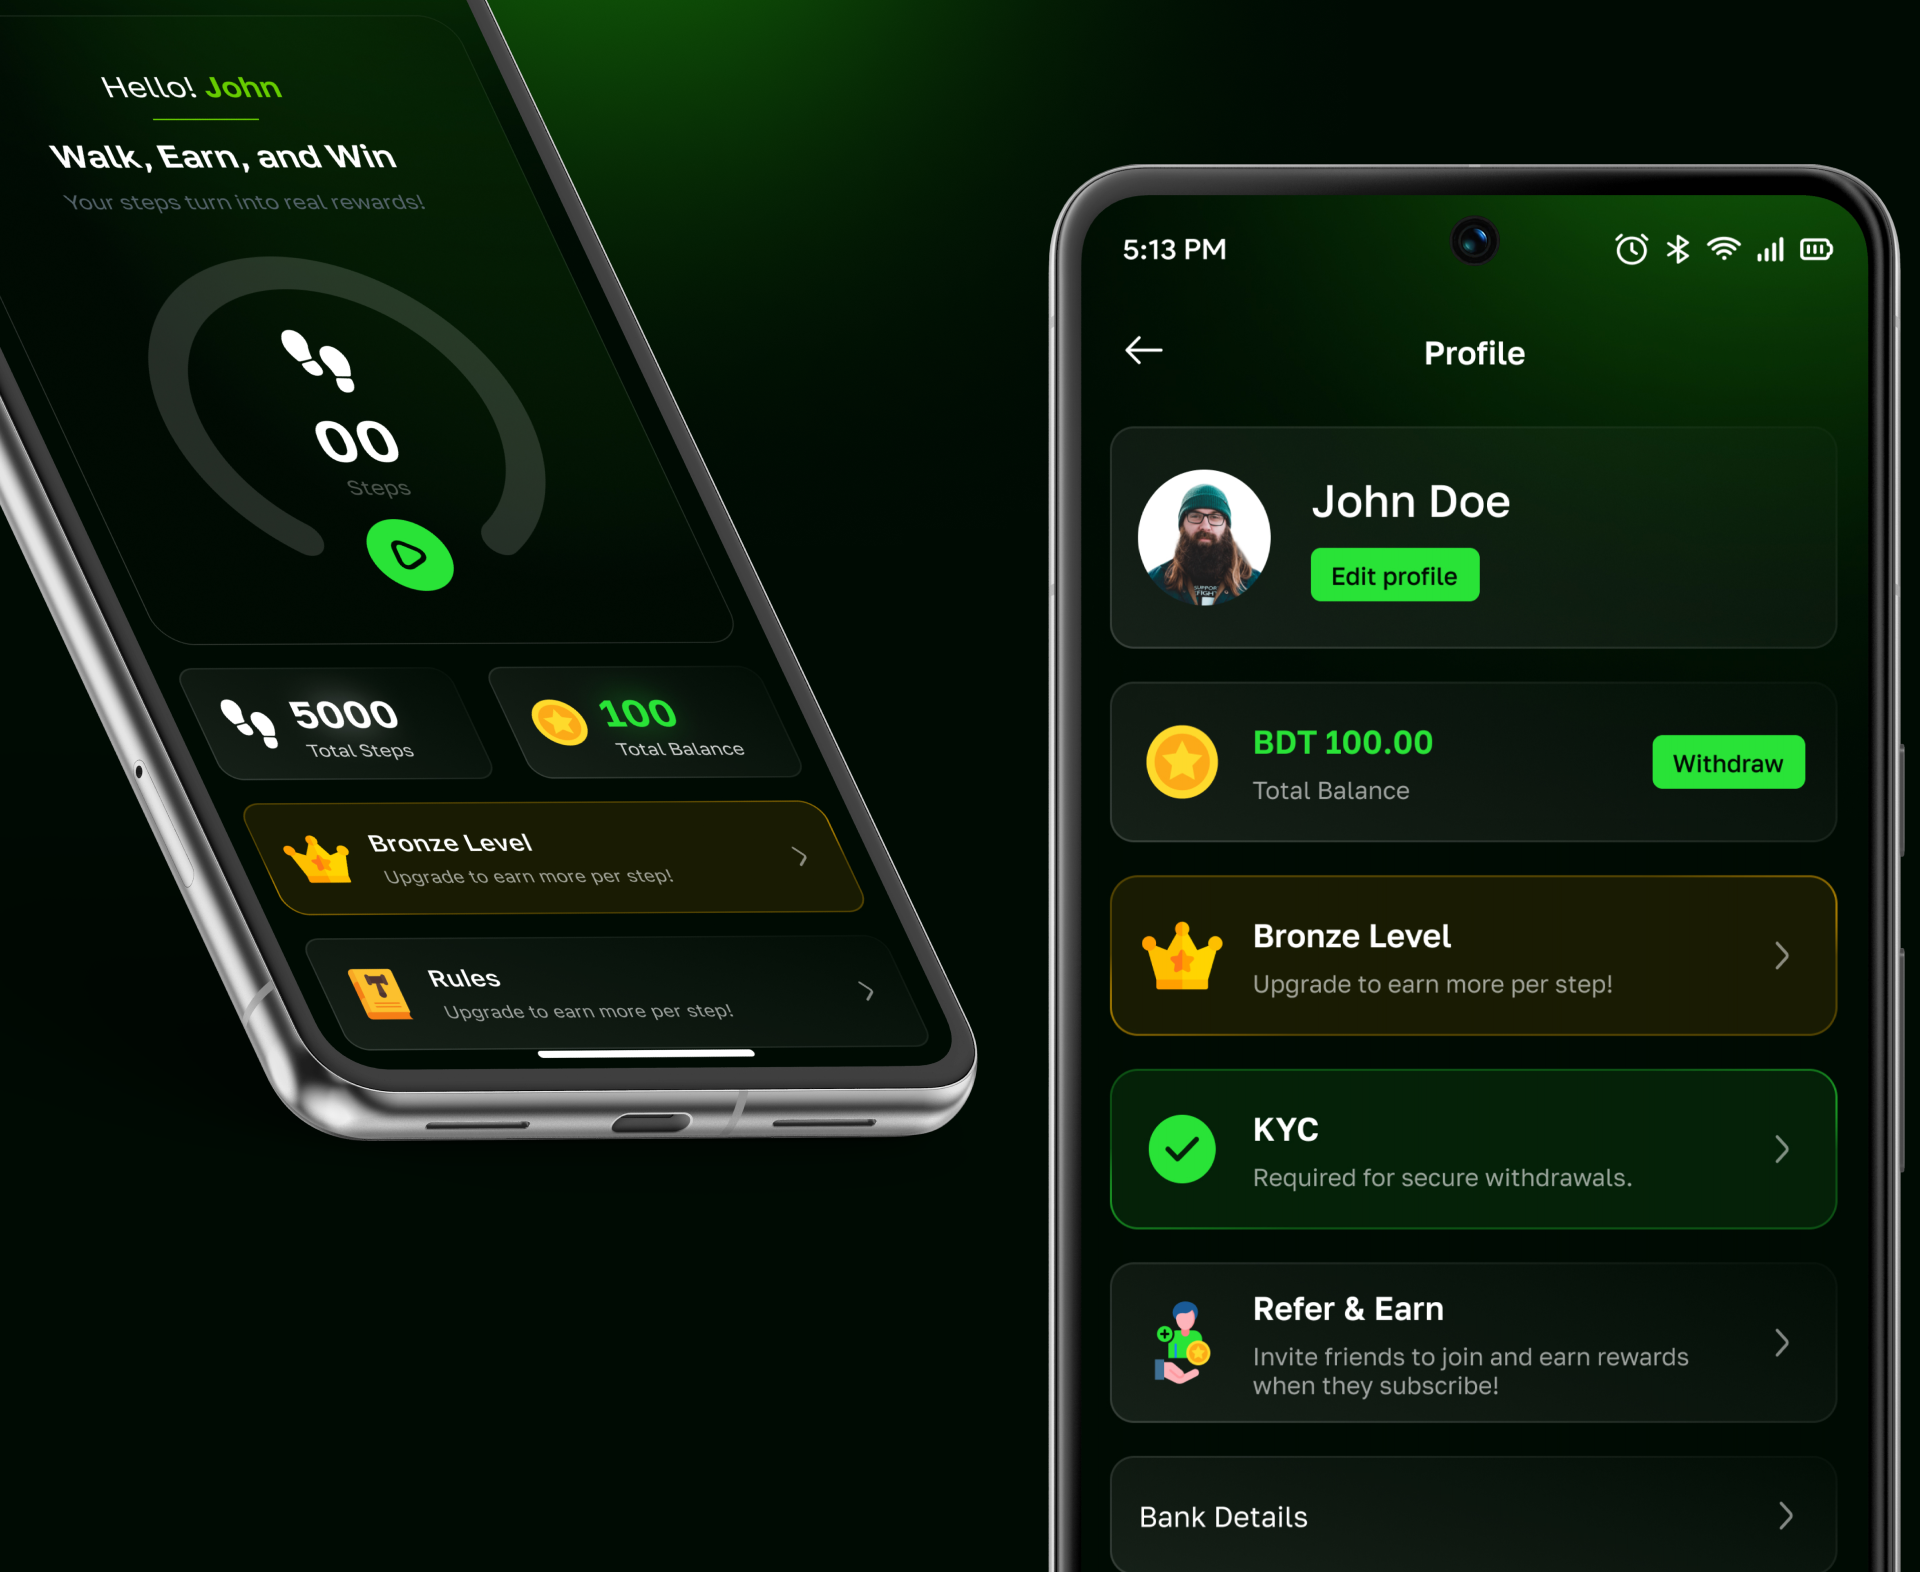 Hello! John
Walk, Earn, and Win
Your steps turn into real rewards!
00
Steps
5000
Total Steps
100
Total Balance
Bronze Level
Upgrade to earn more per step!
Rules
Upgrade to earn more per step!
5:13 PM
Profile
John Doe
Edit profile
BDT 100.00
Total Balance
Withdraw
Bronze Level
Upgrade to earn more per step!
KYC
Required for secure withdrawals.
Refer & Earn
Invite friends to join and earn rewards
when they subscribe!
Bank Details